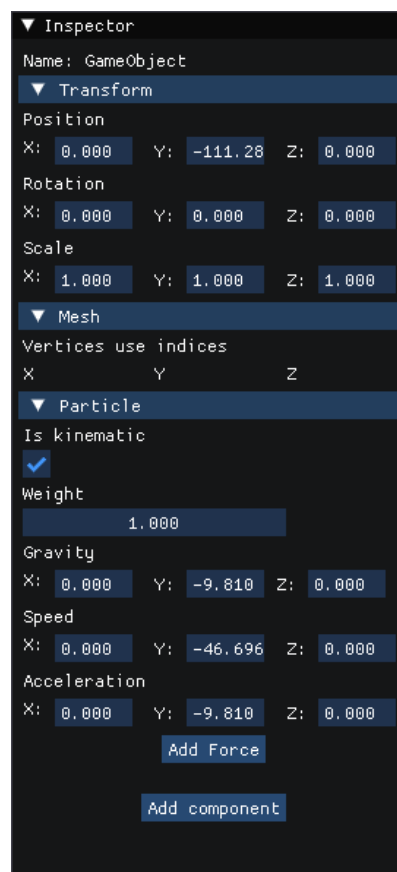 Inspector
Name: GameObject
Transform
Position
X: 0.000 Y: -111.28 Z: 0.000
Rotation
X: 0.000 Y: 0.000 Z: 0.000
Scale
X: 1.000 Y: 1.000 Z: 1.000
Mesh
Vertices use indices
X Y Z
Particle
Is kinematic
Weight
1.000
Gravity
X: 0.000 Y: -9.810 Z: 0.000
Speed
X: 0.000 Y: -46.696 Z: 0.000
Acceleration
X: 0.000 Y: -9.810 Z: 0.000
Add Force
Add component